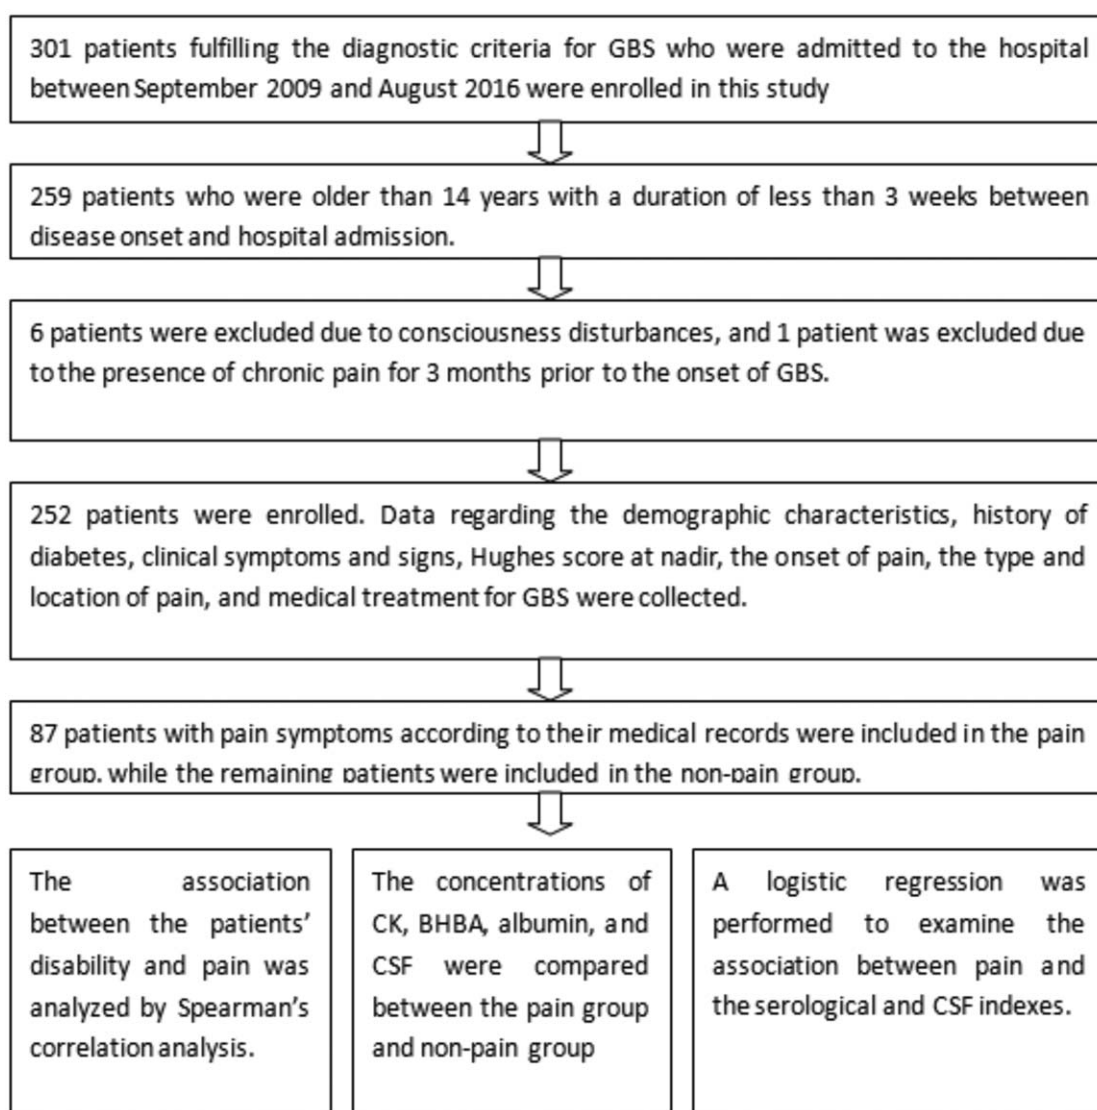 301 patients fulfilling the diagnostic criteria for GBS who were admitted to the hospital
between September 2009 and August 2016 were enrolled in this study
259 patients who were older than 14 years with a duration of less than 3 weeks between
disease onset and hospital admission.
6 patients were excluded due to consciousness disturbances, and 1 patient was excluded due
to the presence of chronic pain for 3 months prior to the onset of GBS.
252 patients were enrolled. Data regarding the demographic characteristics, history of
diabetes, clinical symptoms and signs, Hughes score at nadir, the onset of pain, the type and
location of pain, and medical treatment for GBS were collected.
87 patients with pain symptoms according to their medical records were included in the pain
group, while the remaining patients were included in the non-pain group.
The association
between the patients’
disability and pain was
analyzed by Spearman’s
correlation analysis.
The concentrations of
CK, BHBA, albumin, and
CSF were compared
between the pain group
and non-pain group
A logistic regression was
performed to examine the
association between pain and
the serological and CSF indexes.